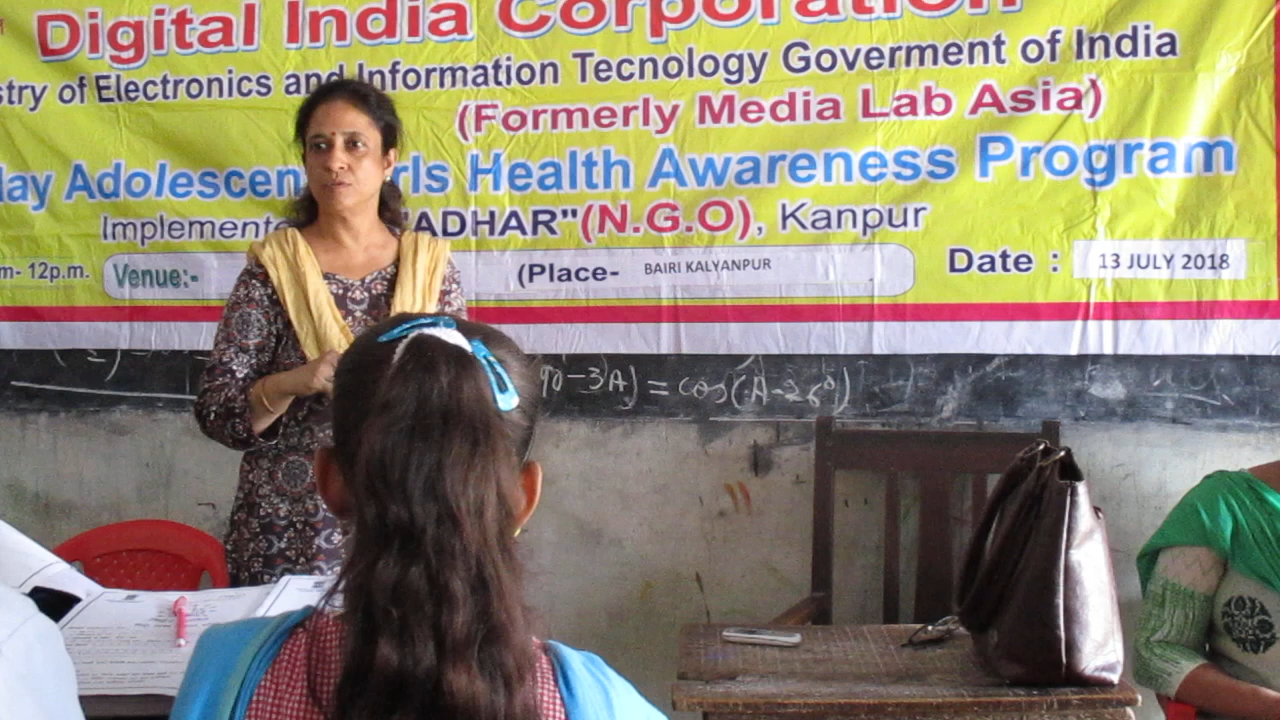 Digital India Corporation
stry of Electronics and Information Tecnology Goverment of India
(Formerly Media Lab Asia)
day Adolescen rls Health Awareness Program
Implemente "ADHAR"(N.G.O), Kanpur
m- 12p.m. Venue:- (Place- BAIRI KALYANPUR Date : 13 JULY 2018
90-3A) = cos(A-26°)